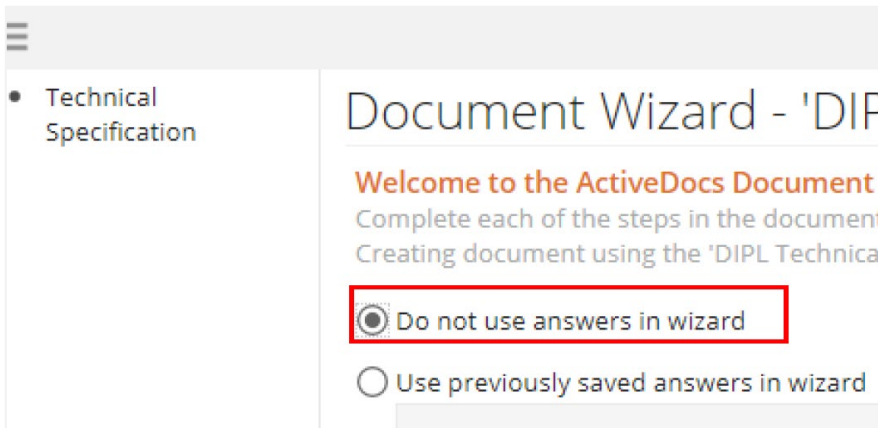 Technical
Specification
Document Wizard - 'DIP
Welcome to the ActiveDocs Document
Complete each of the steps in the document
Creating document using the 'DIPL Technica
Do not use answers in wizard
Use previously saved answers in wizard